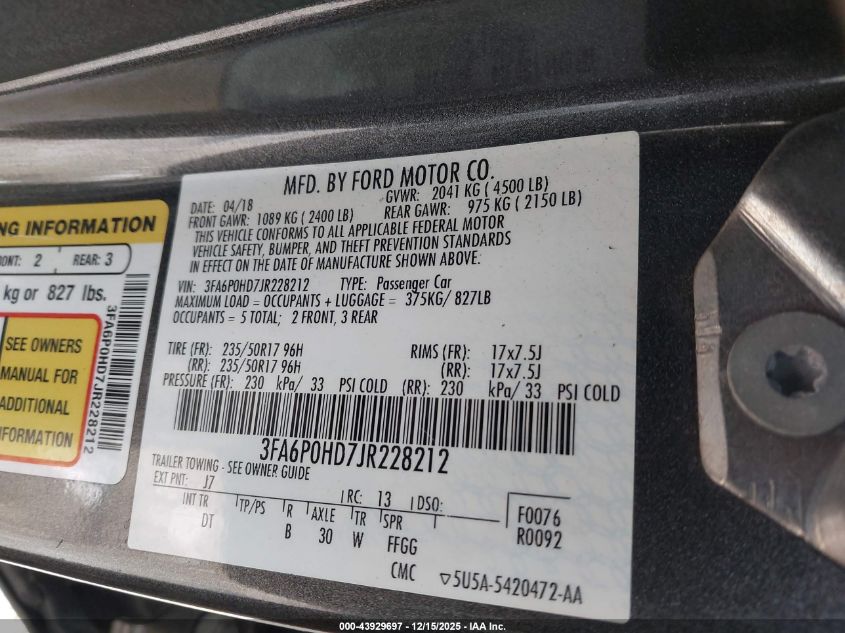 NG INFORMATION
ONT: 2 REAR: 3
kg or 827 lbs.
SEE OWNERS
MANUAL FOR
ADDITIONAL
FORMATION
3FA6P0HD7JR228212
MFD. BY FORD MOTOR CO.
DATE: 04/18 GVWR: 2041 KG ( 4500 LB)
FRONT GAWR: 1089 KG ( 2400 LB) REAR GAWR: 975 KG ( 2150 LB)
THIS VEHICLE CONFORMS TO ALL APPLICABLE FEDERAL MOTOR
VEHICLE SAFETY, BUMPER, AND THEFT PREVENTION STANDARDS
IN EFFECT ON THE DATE OF MANUFACTURE SHOWN ABOVE.
VIN: 3FA6P0HD7JR228212 TYPE: Passenger Car
MAXIMUM LOAD = OCCUPANTS + LUGGAGE = 375KG/ 827LB
OCCUPANTS = 5 TOTAL; 2 FRONT, 3 REAR
TIRE (FR): 235/50R17 96H RIMS (FR): 17x7.5J
(RR): 235/50R17 96H (RR): 17x7.5J
PRESSURE (FR): 230 kPa/ 33 PSI COLD (RR): 230 kPa/ 33 PSI COLD
3FA6P0HD7JR228212
TRAILER TOWING - SEE OWNER GUIDE
EXT PNT: J7 RC: 13 DSO: F0076
INT TR TP/PS R AXLE TR SPR R0092
DT B 30 W FFGG
CMC ▽5U5A-5420472-AA
000-43929697 - 12/15/2025 - IAA Inc.